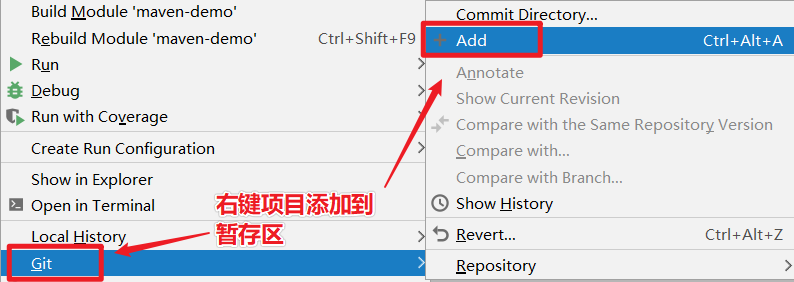 Build Module 'maven-demo'
Rebuild Module 'maven-demo' Ctrl+Shift+F9
Run
Debug
Run with Coverage
Create Run Configuration
Show in Explorer
Open in Terminal
Local History
Git
右键项目添加到
暂存区
Commit Directory...
Add Ctrl+Alt+A
Annotate
Show Current Revision
Compare with the Same Repository Version
Compare with...
Compare with Branch...
Show History
Revert... Ctrl+Alt+Z
Repository